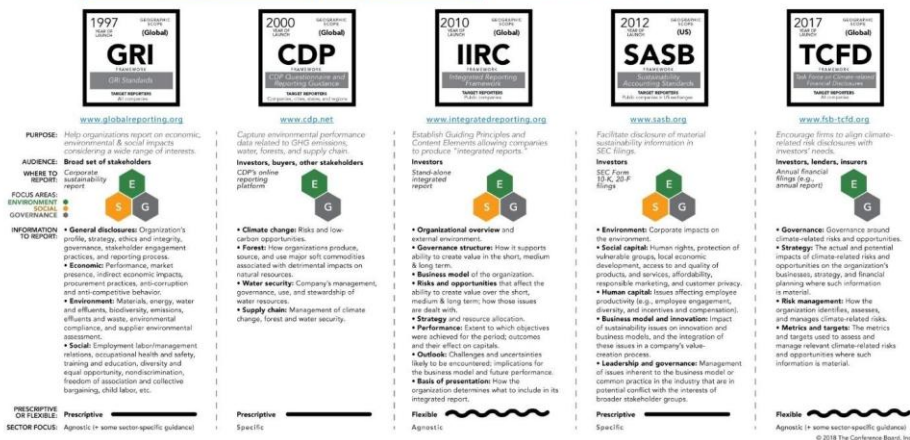 1997
YEAR OF
LAUNCH
GEOGRAPHIC
SCOPE
(Global)
GRI
FRAMEWORK
GRI Standards
TARGET REPORTERS
All companies
www.globalreporting.org
2000
YEAR OF
LAUNCH
GEOGRAPHIC
SCOPE
(Global)
CDP
FRAMEWORK
CDP Questionnaire and
Reporting Guidance
TARGET REPORTERS
Companies, cities, states, and regions
www.cdp.net
2010
YEAR OF
LAUNCH
GEOGRAPHIC
SCOPE
(Global)
IIRC
FRAMEWORK
Integrated Reporting
Framework
TARGET REPORTERS
Public companies
www.integratedreporting.org
2012
YEAR OF
LAUNCH
GEOGRAPHIC
SCOPE
(US)
SASB
FRAMEWORK
Sustainability
Accounting Standards
TARGET REPORTERS
Public companies in US exchanges
www.sasb.org
2017
YEAR OF
LAUNCH
GEOGRAPHIC
SCOPE
(Global)
TCFD
FRAMEWORK
Task Force on Climate-related
Financial Disclosures
TARGET REPORTERS
All companies
www.fsb-tcfd.org
PURPOSE:
Help organizations report on economic,
environmental & social impacts
considering a wide range of interests.
Capture environmental performance
data related to GHG emissions,
water, forests, and supply chain.
Establish Guiding Principles and
Content Elements allowing companies
to produce "integrated reports."
Facilitate disclosure of material
sustainability information in
SEC filings.
Encourage firms to align climate-
related risk disclosures with
investors' needs.
AUDIENCE:
Broad set of stakeholders
Investors, buyers, other stakeholders
Investors
Investors
Investors, lenders, insurers
WHERE TO
REPORT:
Corporate
sustainability
report
CDP's online
reporting
platform
Stand-alone
integrated
report
SEC Form
10-K, 20-F
filings
Annual financial
filings (e.g.,
annual report)
FOCUS AREAS:
ENVIRONMENT
SOCIAL
GOVERNANCE
E
S G
E
G
E
S G
E
S G
E
S G
INFORMATION
TO REPORT:
• General disclosures: Organization's
profile, strategy, ethics and integrity,
governance, stakeholder engagement
practices, and reporting process.
• Economic: Performance, market
presence, indirect economic impacts,
procurement practices, anti-corruption
and anti-competitive behavior.
• Environment: Materials, energy, water
and effluents, biodiversity, emissions,
effluents and waste, environmental
compliance, and supplier environmental
assessment.
• Social: Employment labor/management
relations, occupational health and safety,
training and education, diversity and
equal opportunity, nondiscrimination,
freedom of association and collective
bargaining, child labor, etc.
• Climate change: Risks and low-
carbon opportunities.
• Forest: How organizations produce,
source, and use major soft commodities
associated with detrimental impacts on
natural resources.
• Water security: Company's management,
governance, use, and stewardship of
water resources.
• Supply chain: Management of climate
change, forest and water security.
• Organizational overview and
external environment.
• Governance structure: How it supports
ability to create value in the short, medium
& long term.
• Business model of the organization.
• Risks and opportunities that affect the
ability to create value over the short,
medium & long term; how those issues
are dealt with.
• Strategy and resource allocation.
• Performance: Extent to which objectives
were achieved for the period; outcomes
and their effect on capitals.
• Outlook: Challenges and uncertainties
likely to be encountered; implications for
the business model and future performance.
• Basis of presentation: How the
organization determines what to include in its
integrated report.
• Environment: Corporate impacts on
the environment.
• Social capital: Human rights, protection of
vulnerable groups, local economic
development, access to and quality of
products, and services, affordability,
responsible marketing, and customer privacy.
• Human capital: Issues affecting employee
productivity (e.g., employee engagement,
diversity, and incentives and compensation).
• Business model and innovation: Impact
of sustainability issues on innovation and
business models, and the integration of
these issues in a company's value-
creation process.
• Leadership and governance: Management
of issues inherent to the business model or
common practice in the industry that are in
potential conflict with the interests of
broader stakeholder groups.
• Governance: Governance around
climate-related risks and opportunities.
• Strategy: The actual and potential
impacts of climate-related risks and
opportunities on the organization's
businesses, strategy, and financial
planning where such information
is material.
• Risk management: How the
organization identifies, assesses,
and manages climate-related risks.
• Metrics and targets: The metrics
and targets used to assess and
manage relevant climate-related risks
and opportunities where such
information is material.
PRESCRIPTIVE
OR FLEXIBLE:
Prescriptive
Prescriptive
Flexible
Prescriptive
Flexible
SECTOR FOCUS:
Agnostic (+ some sector-specific guidance)
Specific
Agnostic
Specific
Agnostic (+ some sector-specific guidance)
© 2018 The Conference Board, Inc.